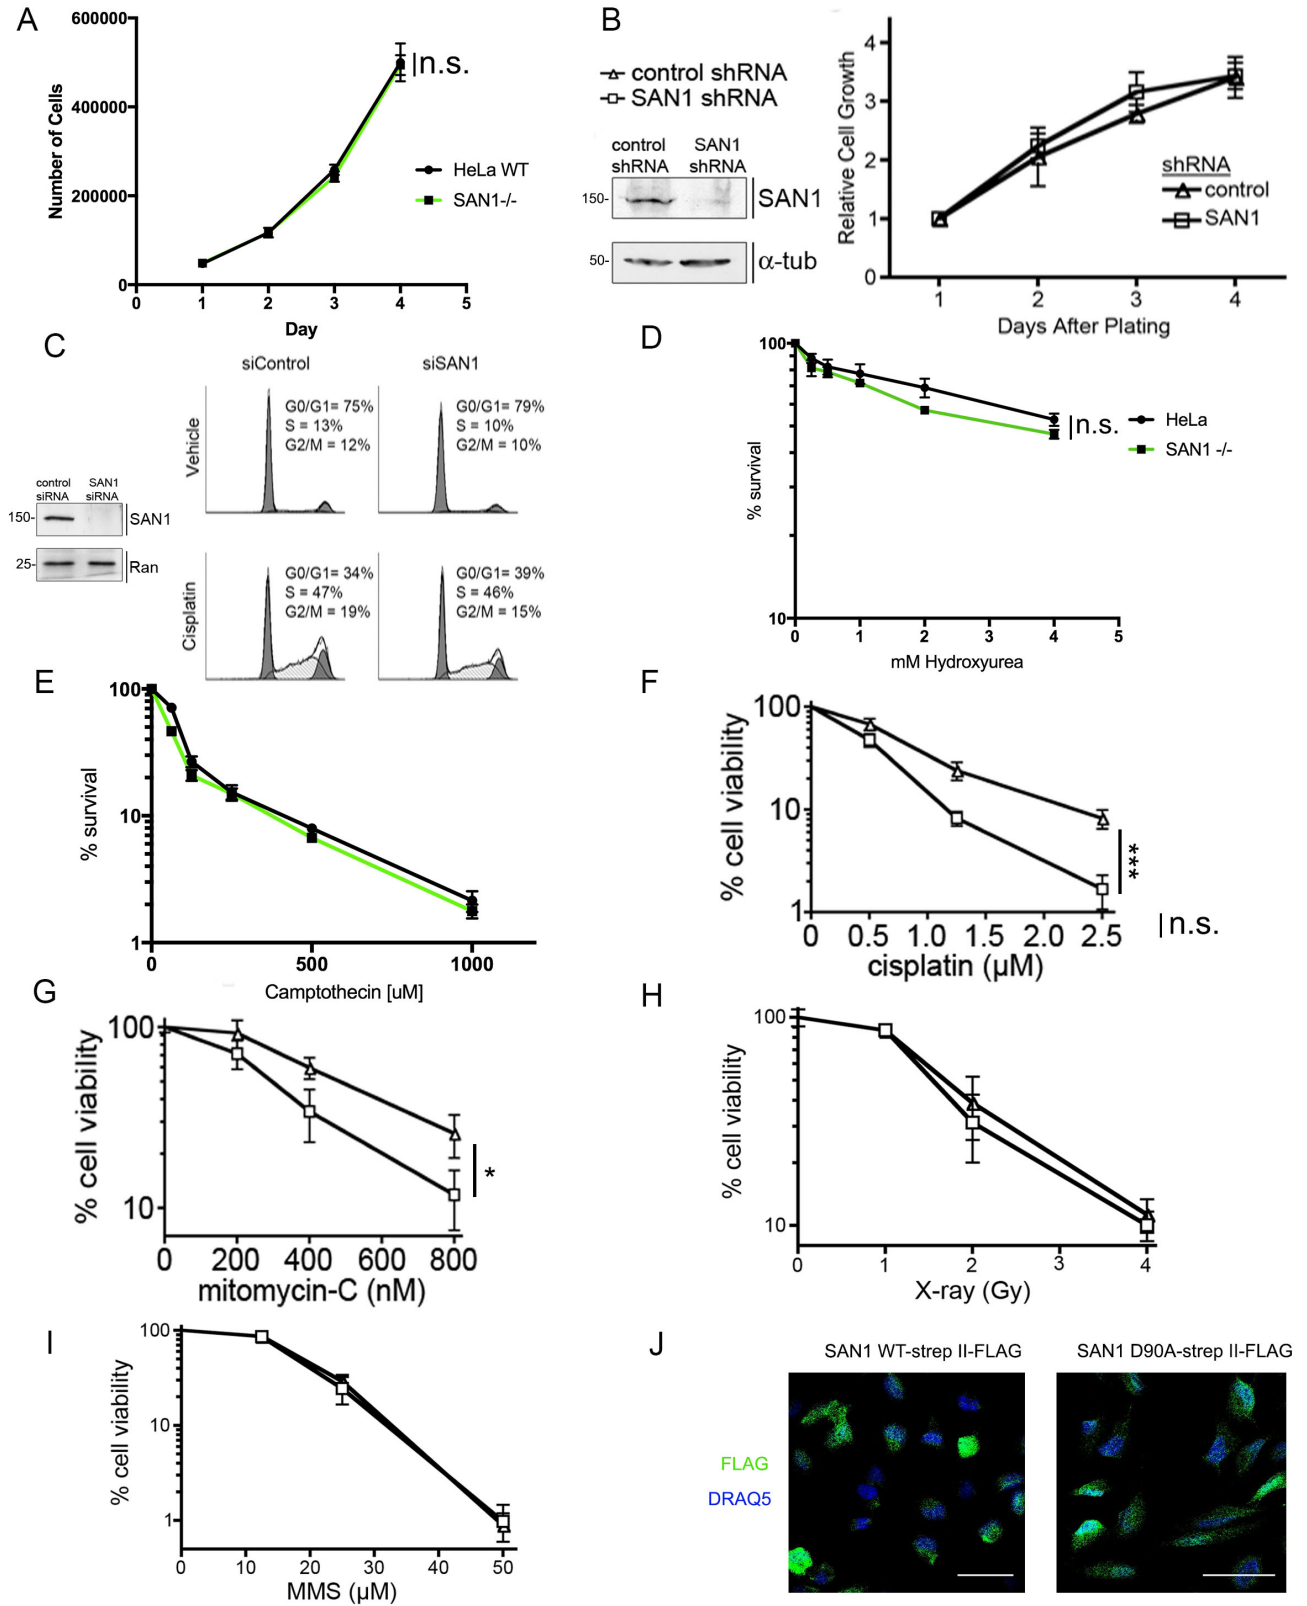 A
600000
400000
200000
0
Number of Cells
0
1
2
3
4
5
Day
n.s.
HeLa WT
SAN1-/-
B
control shRNA
SAN1 shRNA
control
shRNA
SAN1
shRNA
150-
SAN1
50-
α-tub
Relative Cell Growth
4
3
2
1
0
1
2
3
4
Days After Plating
shRNA
control
SAN1
C
siControl
siSAN1
Vehicle
G0/G1= 75%
S = 13%
G2/M = 12%
G0/G1= 79%
S = 10%
G2/M = 10%
control
siRNA
SAN1
siRNA
150-
SAN1
25-
Ran
Cisplatin
G0/G1= 34%
S = 47%
G2/M = 19%
G0/G1= 39%
S = 46%
G2/M = 15%
D
100
10
% survival
0
1
2
3
4
5
mM Hydroxyurea
n.s.
HeLa
SAN1 -/-
E
100
10
1
% survival
0
500
1000
Camptothecin [uM]
n.s.
F
100
10
1
% cell viability
0
0.5
1.0
1.5
2.0
2.5
cisplatin (µM)
***
G
100
10
% cell viability
0
200
400
600
800
mitomycin-C (nM)
*
H
100
10
% cell viability
0
1
2
3
4
X-ray (Gy)
I
100
10
1
% cell viability
0
10
20
30
40
50
MMS (µM)
J
SAN1 WT-strep II-FLAG
SAN1 D90A-strep II-FLAG
FLAG
DRAQ5